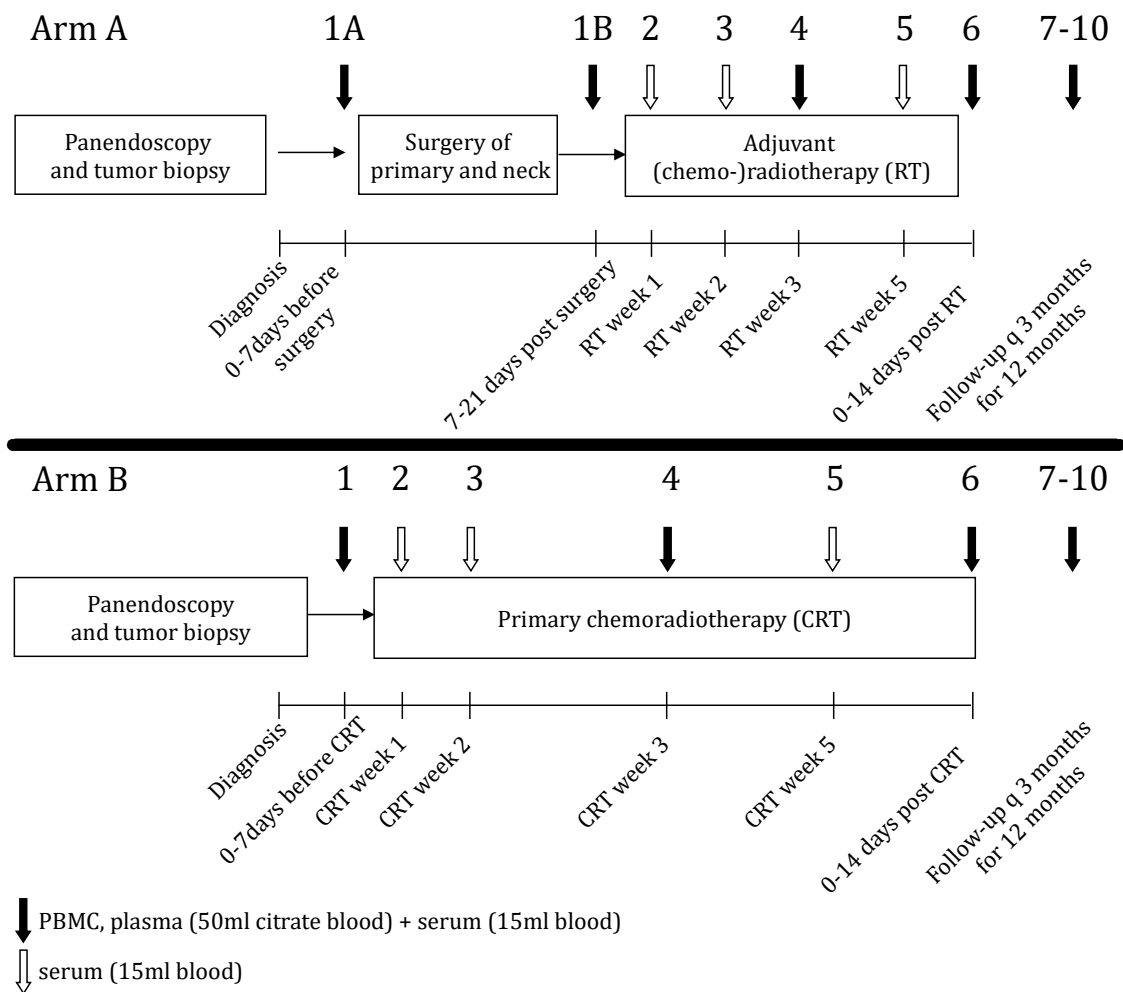 Arm A
1A
1B
2
3
4
5
6
7-10
Panendoscopy
and tumor biopsy
Surgery of
primary and neck
Adjuvant
(chemo-)radiotherapy (RT)
Diagnosis
0-7days before
surgery
7-21 days post surgery
RT week 1
RT week 2
RT week 3
RT week 5
0-14 days post RT
Follow-up q 3 months
for 12 months
Arm B
1
2
3
4
5
6
7-10
Panendoscopy
and tumor biopsy
Primary chemoradiotherapy (CRT)
Diagnosis
0-7days before CRT
CRT week 1
CRT week 2
CRT week 3
CRT week 5
0-14 days post CRT
Follow-up q 3 months
for 12 months
PBMC, plasma (50ml citrate blood) + serum (15ml blood)
serum (15ml blood)